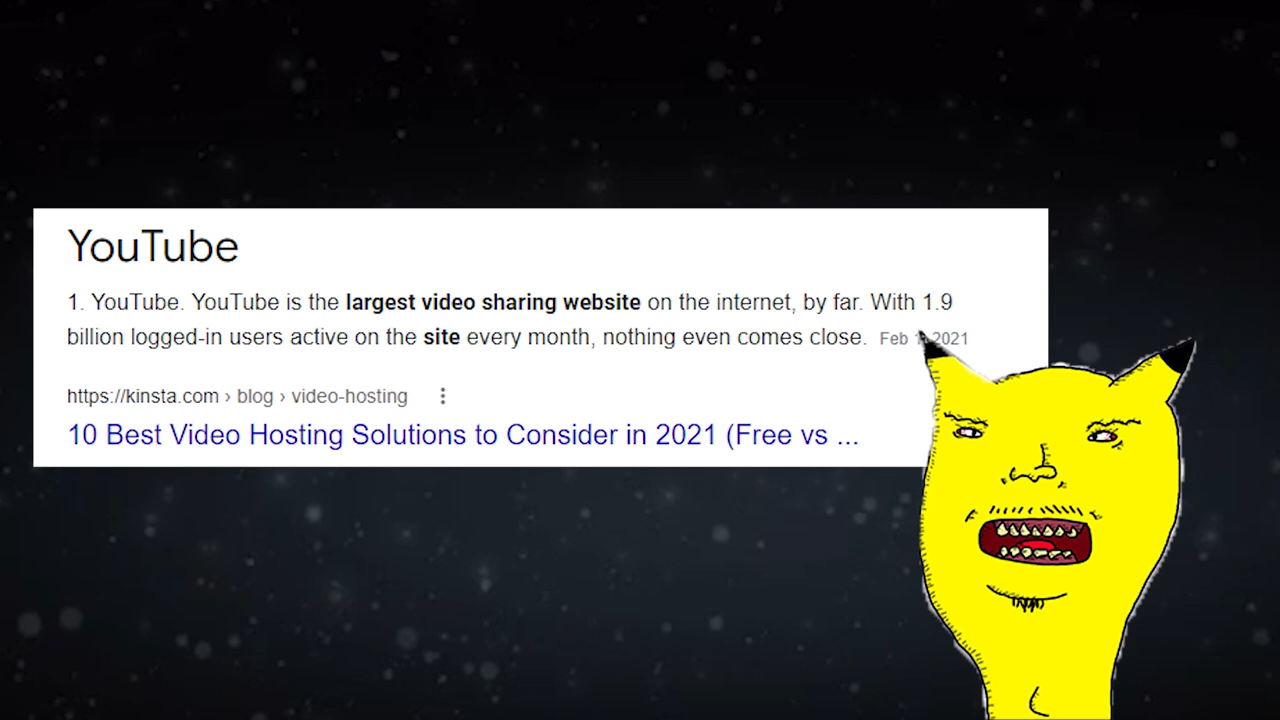 YouTube
1. YouTube. YouTube is the largest video sharing website on the internet, by far. With 1.9
billion logged-in users active on the site every month, nothing even comes close. Feb 2021
https://kinsta.com › blog › video-hosting
10 Best Video Hosting Solutions to Consider in 2021 (Free vs ...